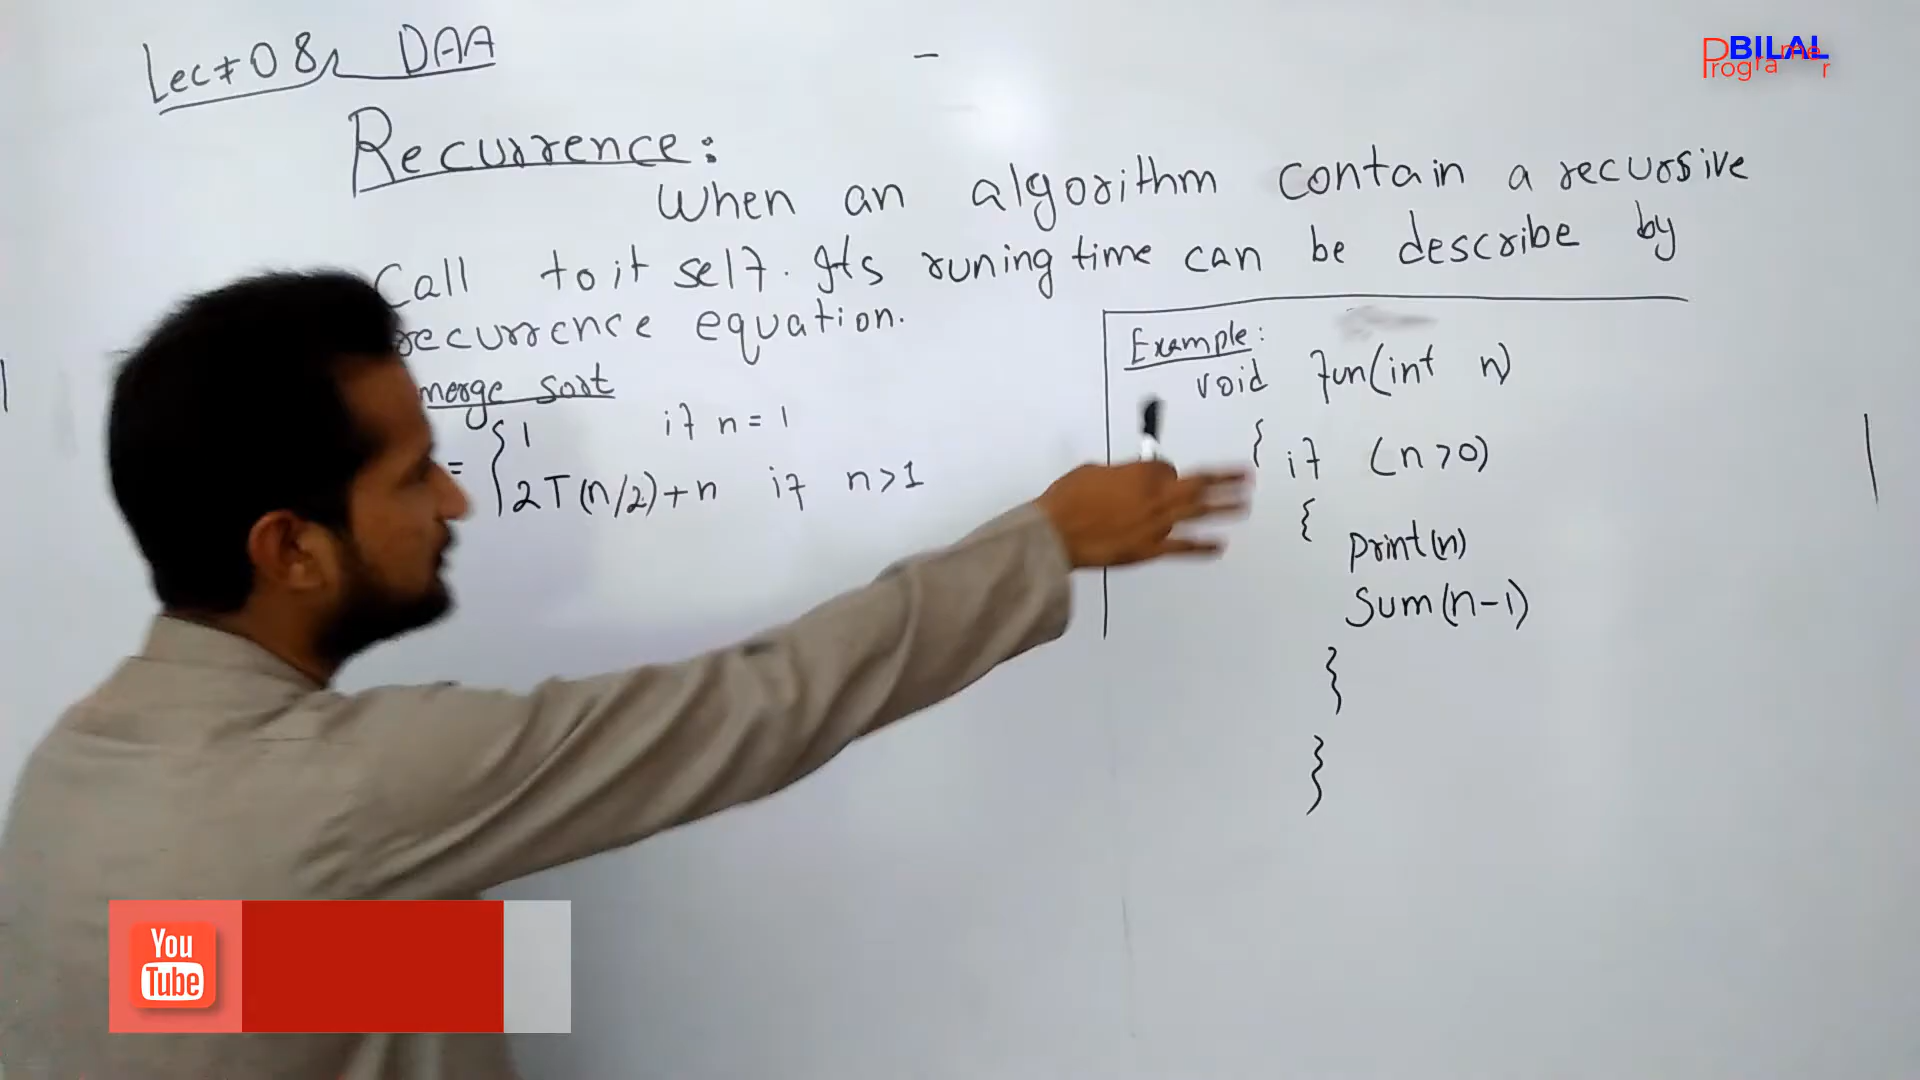 Lec#08 DAA
Recurrence:
When an algorithm contain a recursive
Call to it self. Its runing time can be describe by
recurrence equation.
merge sort
= { 1 if n = 1
2T(n/2)+n if n>1
Example:
void fun(int n)
{ if (n>0)
{
print(n)
Sum(n-1)
}
}
BILAL
Programmer
You
Tube